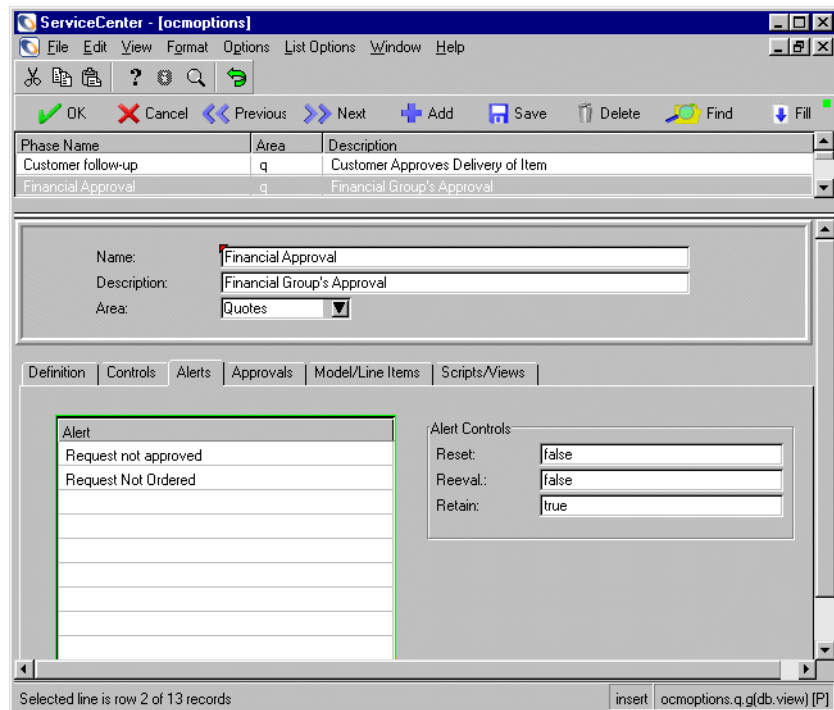 ServiceCenter - [ocmoptions]
File Edit View Format Options List Options Window Help
OK Cancel Previous Next Add Save Delete Find Fill
Phase Name Area Description
Customer follow-up q Customer Approves Delivery of Item
Financial Approval q Financial Group's Approval
Name: Financial Approval
Description: Financial Group's Approval
Area: Quotes
Definition Controls Alerts Approvals Model/Line Items Scripts/Views
Alert
Request not approved
Request Not Ordered
Alert Controls
Reset: false
Reeval.: false
Retain: true
Selected line is row 2 of 13 records insert ocmoptions.q.g(db.view) [P]